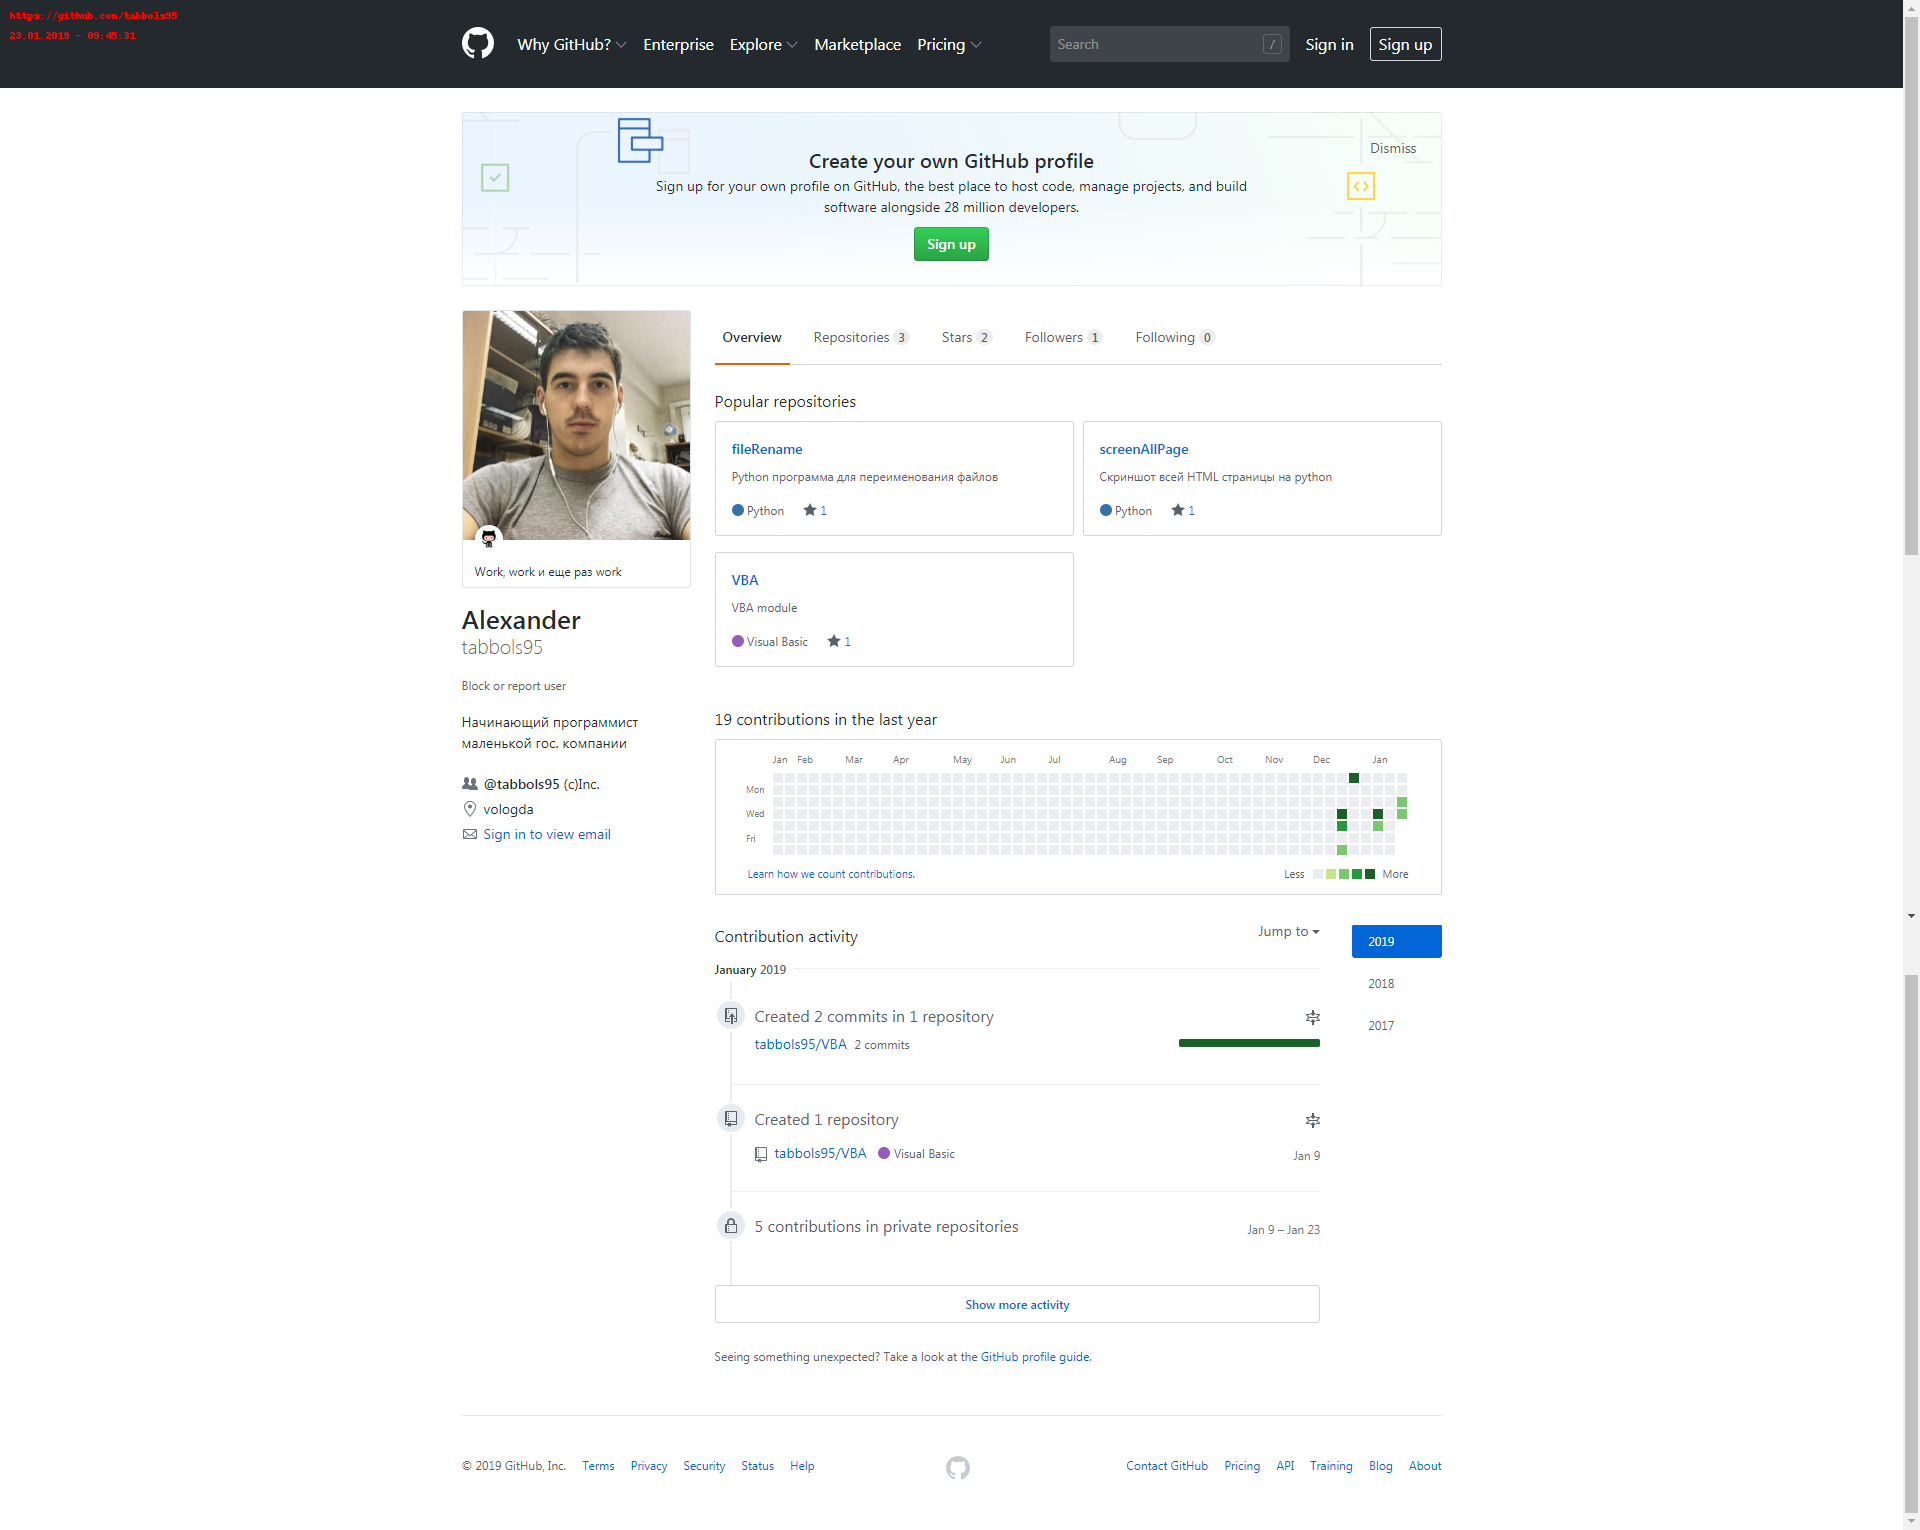 https://github.com/tabbols95
23.01.2019 - 09:45:31
Why GitHub? Enterprise Explore Marketplace Pricing Search / Sign in Sign up
Create your own GitHub profile
Dismiss
Sign up for your own profile on GitHub, the best place to host code, manage projects, and build
software alongside 28 million developers.
Sign up
Work, work и еще раз work
Alexander
tabbols95
Block or report user
Начинающий программист
маленькой гос. компании
@tabbols95 (c)Inc.
vologda
Sign in to view email
Overview Repositories 3 Stars 2 Followers 1 Following 0
Popular repositories
fileRename
Python программа для переименования файлов
Python 1
screenAllPage
Скриншот всей HTML страницы на python
Python 1
VBA
VBA module
Visual Basic 1
19 contributions in the last year
Jan Feb Mar Apr May Jun Jul Aug Sep Oct Nov Dec Jan
Mon
Wed
Fri
Learn how we count contributions. Less More
Contribution activity Jump to
2019
2018
2017
January 2019
Created 2 commits in 1 repository
tabbols95/VBA 2 commits
Created 1 repository
tabbols95/VBA Visual Basic Jan 9
5 contributions in private repositories Jan 9 – Jan 23
Show more activity
Seeing something unexpected? Take a look at the GitHub profile guide.
© 2019 GitHub, Inc. Terms Privacy Security Status Help Contact GitHub Pricing API Training Blog About